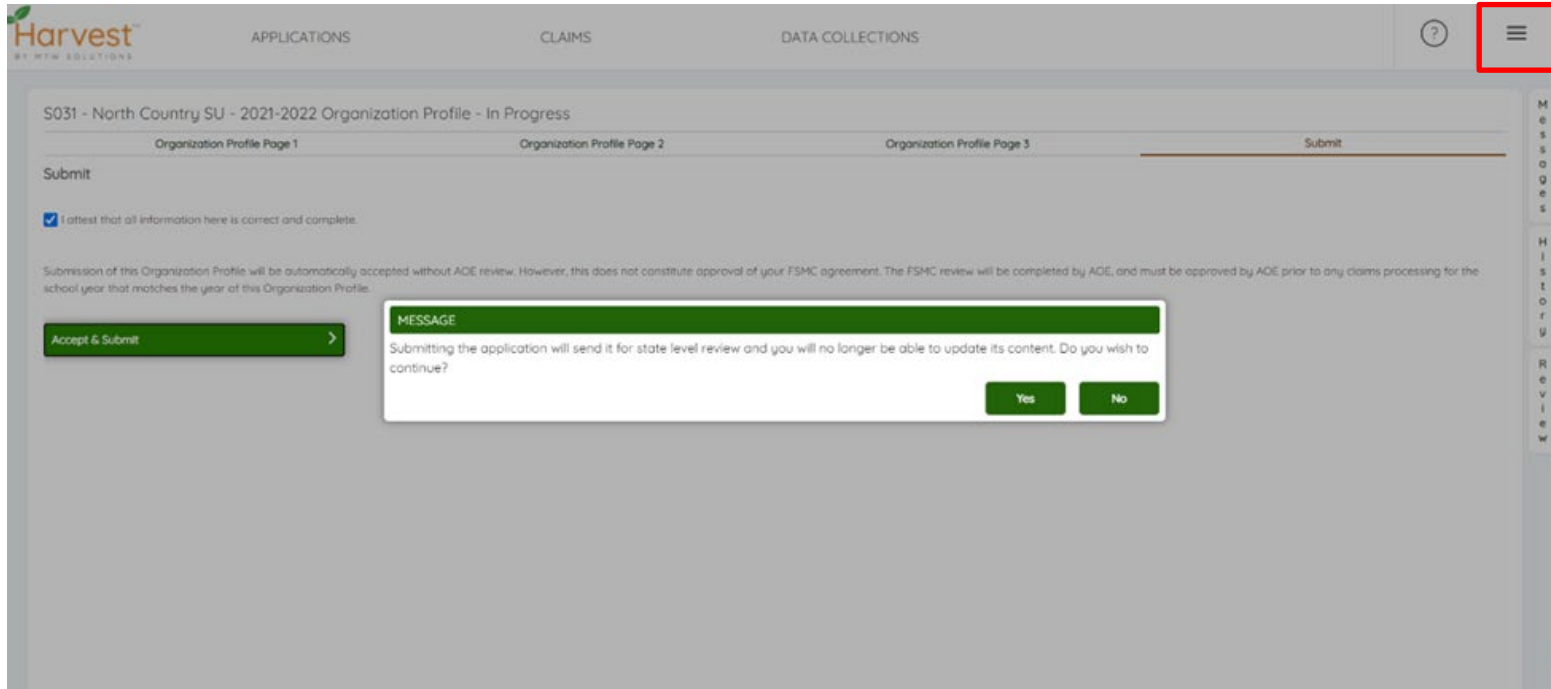 Harvest™
BY MTW SOLUTIONS
APPLICATIONS
CLAIMS
DATA COLLECTIONS
?
S031 - North Country SU - 2021-2022 Organization Profile - In Progress
Organization Profile Page 1
Organization Profile Page 2
Organization Profile Page 3
Submit
Submit
I attest that all information here is correct and complete.
Submission of this Organization Profile will be automatically accepted without AOE review. However, this does not constitute approval of your FSMC agreement. The FSMC review will be completed by AOE, and must be approved by AOE prior to any claims processing for the
school year that matches the year of this Organization Profile.
Accept & Submit
MESSAGE
Submitting the application will send it for state level review and you will no longer be able to update its content. Do you wish to
continue?
Yes
No
Messages
History
Review